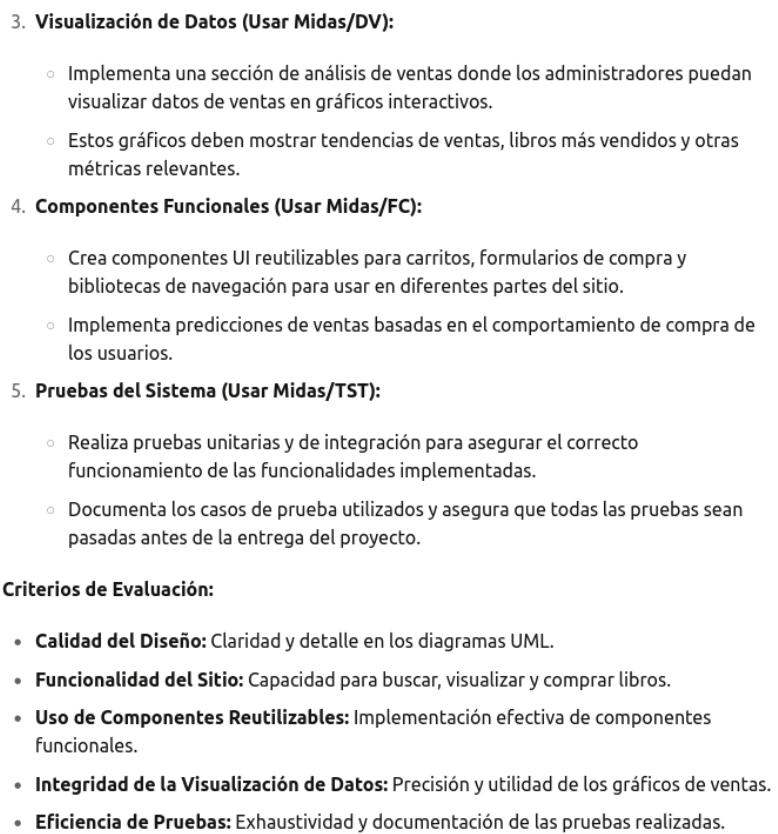 3. Visualización de Datos (Usar Midas/DV):
◦ Implementa una sección de análisis de ventas donde los administradores puedan
visualizar datos de ventas en gráficos interactivos.
◦ Estos gráficos deben mostrar tendencias de ventas, libros más vendidos y otras
métricas relevantes.
4. Componentes Funcionales (Usar Midas/FC):
◦ Crea componentes UI reutilizables para carritos, formularios de compra y
bibliotecas de navegación para usar en diferentes partes del sitio.
◦ Implementa predicciones de ventas basadas en el comportamiento de compra de
los usuarios.
5. Pruebas del Sistema (Usar Midas/TST):
◦ Realiza pruebas unitarias y de integración para asegurar el correcto
funcionamiento de las funcionalidades implementadas.
◦ Documenta los casos de prueba utilizados y asegura que todas las pruebas sean
pasadas antes de la entrega del proyecto.
Criterios de Evaluación:
• Calidad del Diseño: Claridad y detalle en los diagramas UML.
• Funcionalidad del Sitio: Capacidad para buscar, visualizar y comprar libros.
• Uso de Componentes Reutilizables: Implementación efectiva de componentes
funcionales.
• Integridad de la Visualización de Datos: Precisión y utilidad de los gráficos de ventas.
• Eficiencia de Pruebas: Exhaustividad y documentación de las pruebas realizadas.